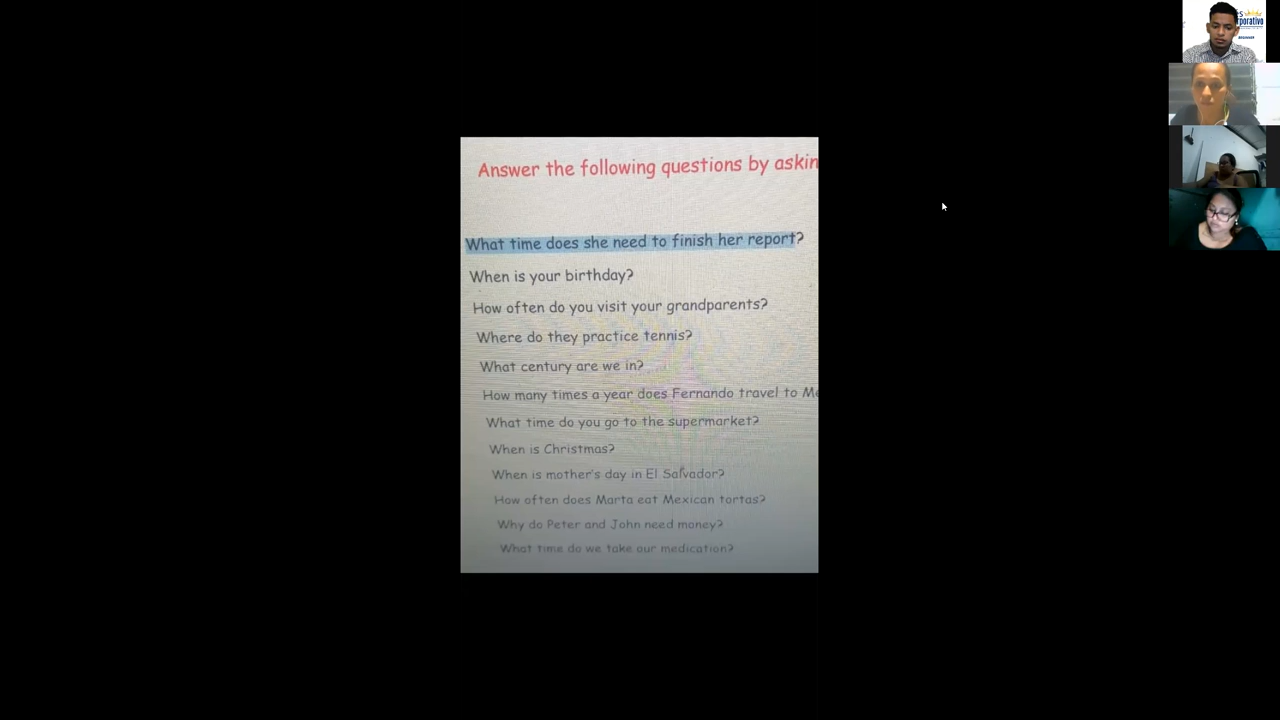 Answer the following questions by askin
What time does she need to finish her report?
When is your birthday?
How often do you visit your grandparents?
Where do they practice tennis?
What century are we in?
How many times a year does Fernando travel to Me
What time do you go to the supermarket?
When is Christmas?
When is mother's day in El Salvador?
How often does Marta eat Mexican tortas?
Why do Peter and John need money?
What time do we take our medication?